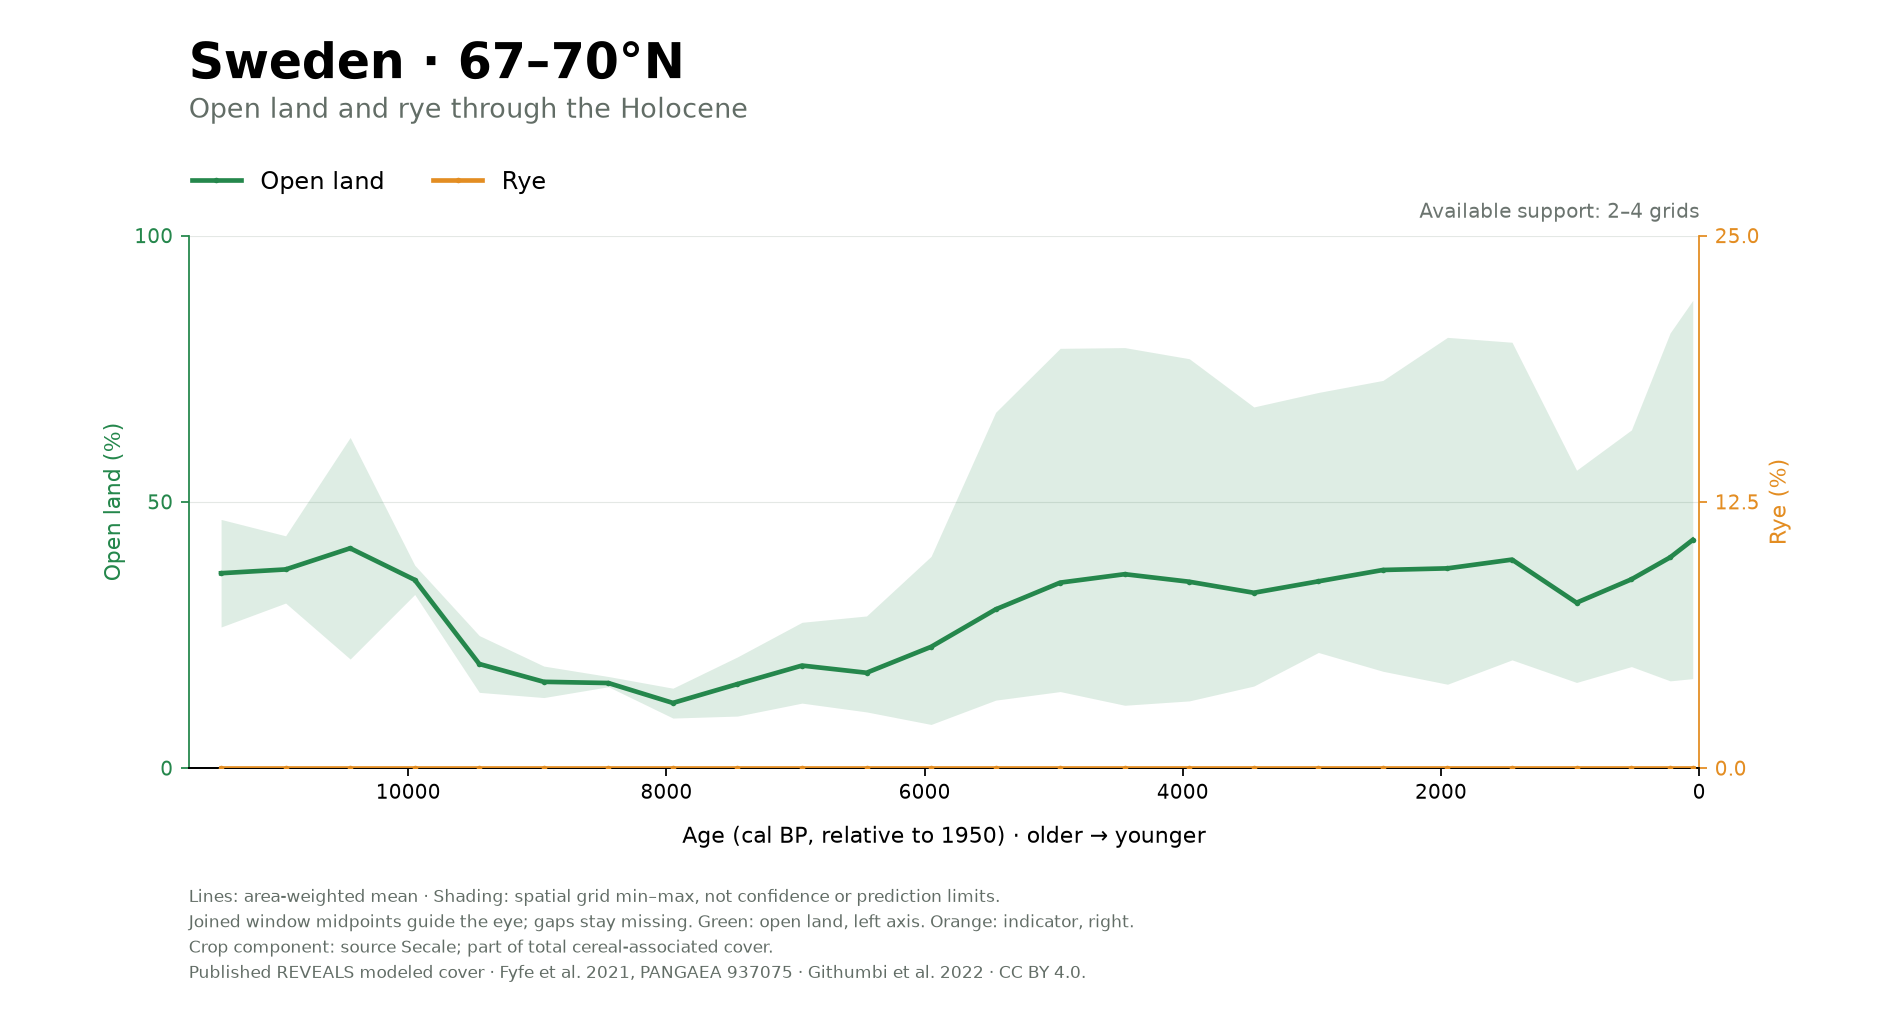 Sweden · 67–70°N
Open land and rye through the Holocene
Open land
Rye
Available support: 2–4 grids
100
50
0
Open land (%)
25.0
12.5
0.0
Rye (%)
10000
8000
6000
4000
2000
0
Age (cal BP, relative to 1950) · older → younger
Lines: area-weighted mean · Shading: spatial grid min–max, not confidence or prediction limits.
Joined window midpoints guide the eye; gaps stay missing. Green: open land, left axis. Orange: indicator, right.
Crop component: source Secale; part of total cereal-associated cover.
Published REVEALS modeled cover · Fyfe et al. 2021, PANGAEA 937075 · Githumbi et al. 2022 · CC BY 4.0.